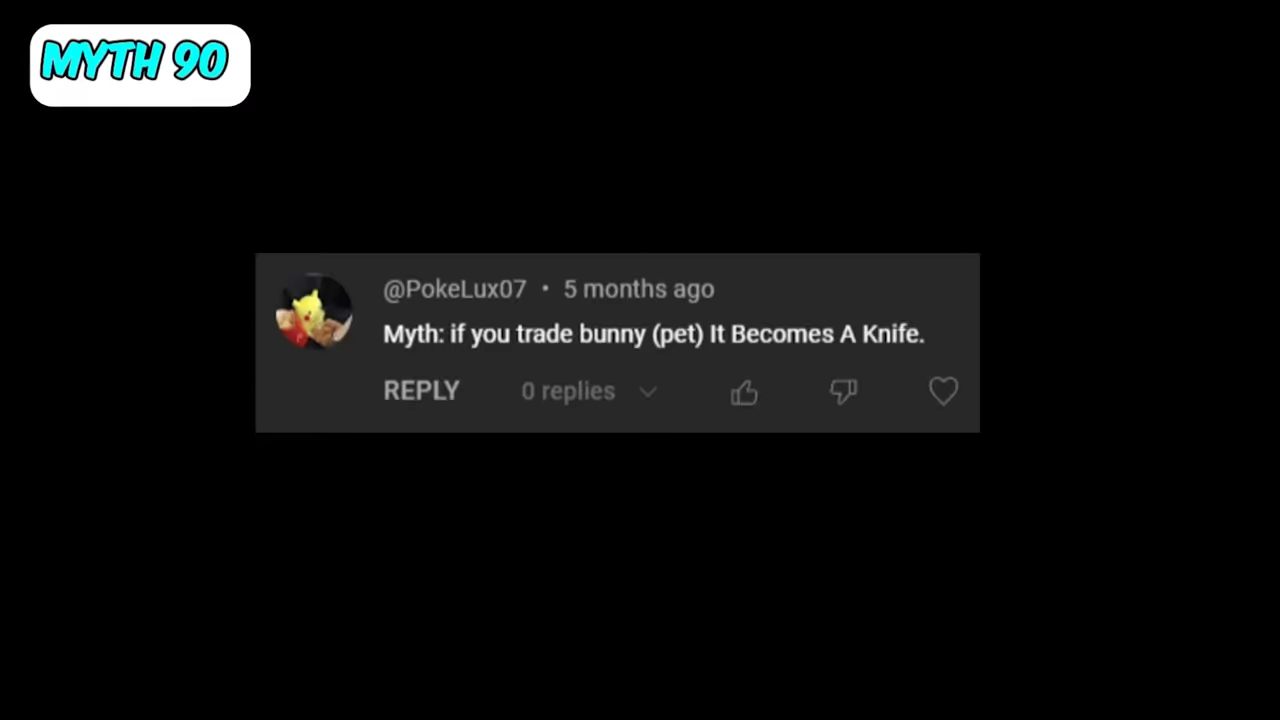 MYTH 90
@PokeLux07 • 5 months ago
Myth: if you trade bunny (pet) It Becomes A Knife.
REPLY 0 replies